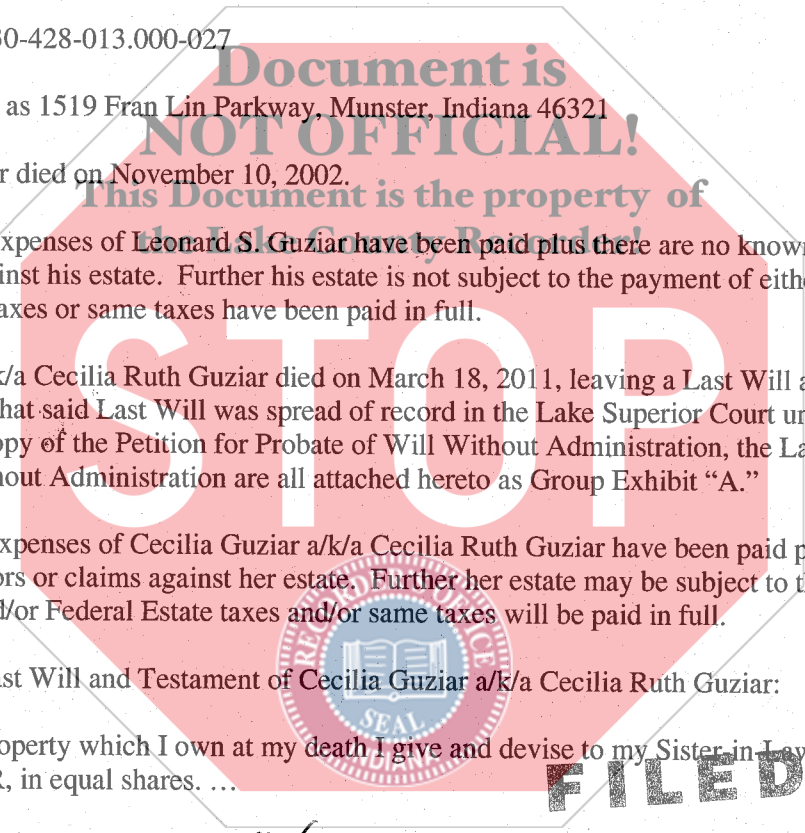 30-428-013.000-027
Document is
as 1519 Fran Lin Parkway, Munster, Indiana 46321
NOT OFFICIAL!
r died on November 10, 2002.
This Document is the property of
the Lake County Recorder!
xpenses of Leonard S. Guziar have been paid plus there are no known
inst his estate. Further his estate is not subject to the payment of eithe
axes or same taxes have been paid in full.
STOP
k/a Cecilia Ruth Guziar died on March 18, 2011, leaving a Last Will a
hat said Last Will was spread of record in the Lake Superior Court un
opy of the Petition for Probate of Will Without Administration, the La
hout Administration are all attached hereto as Group Exhibit “A.”
xpenses of Cecilia Guziar a/k/a Cecilia Ruth Guziar have been paid p
ors or claims against her estate. Further her estate may be subject to th
d/or Federal Estate taxes and/or same taxes will be paid in full.
RECORDER'S OFFICE
SEAL
INDIANA
ast Will and Testament of Cecilia Guziar a/k/a Cecilia Ruth Guziar:
operty which I own at my death I give and devise to my Sister-in-Law
R, in equal shares. …
FILED